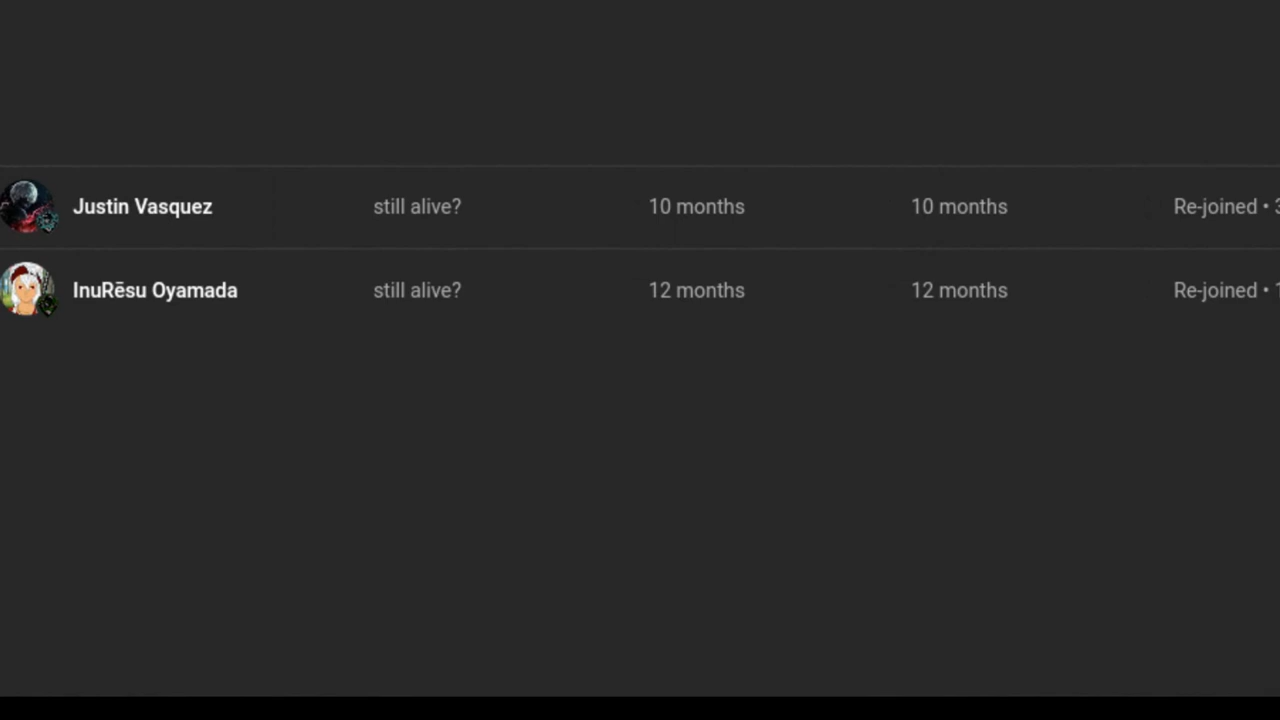 Justin Vasquez still alive? 10 months 10 months Re-joined •
InuRēsu Oyamada still alive? 12 months 12 months Re-joined •